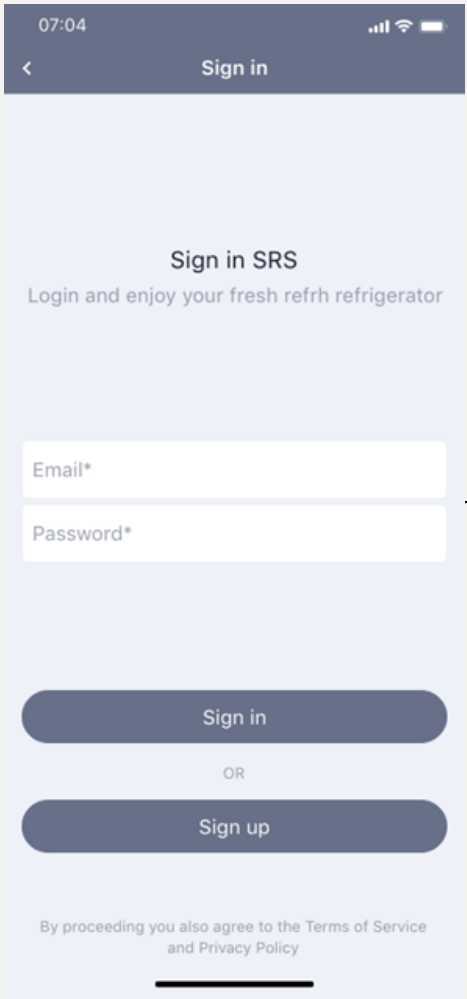 07:04
Sign in
Sign in SRS
Login and enjoy your fresh refrh refrigerator
Email*
Password*
Sign in
OR
Sign up
By proceeding you also agree to the Terms of Service
and Privacy Policy